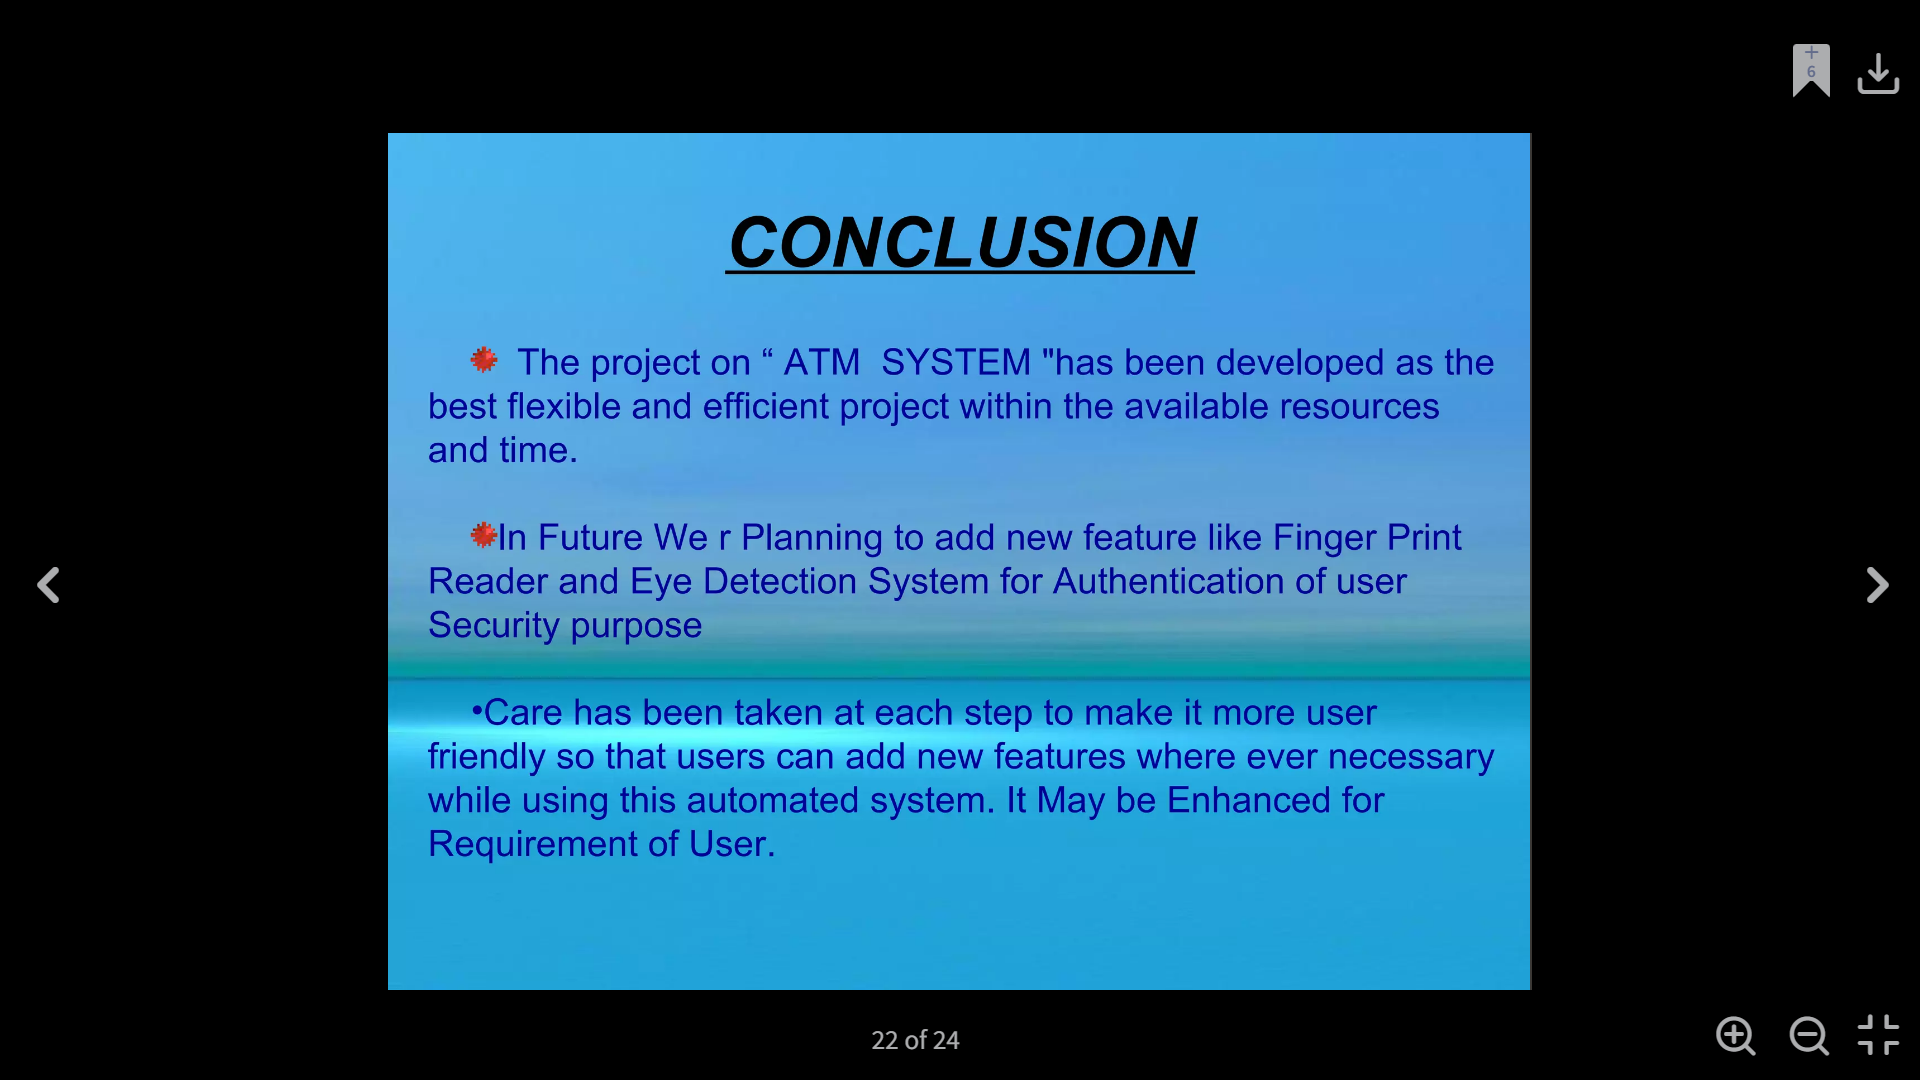 +
6
CONCLUSION
The project on “ ATM  SYSTEM "has been developed as the
best flexible and efficient project within the available resources
and time.
In Future We r Planning to add new feature like Finger Print
Reader and Eye Detection System for Authentication of user
Security purpose
•Care has been taken at each step to make it more user
friendly so that users can add new features where ever necessary
while using this automated system. It May be Enhanced for
Requirement of User.
22 of 24